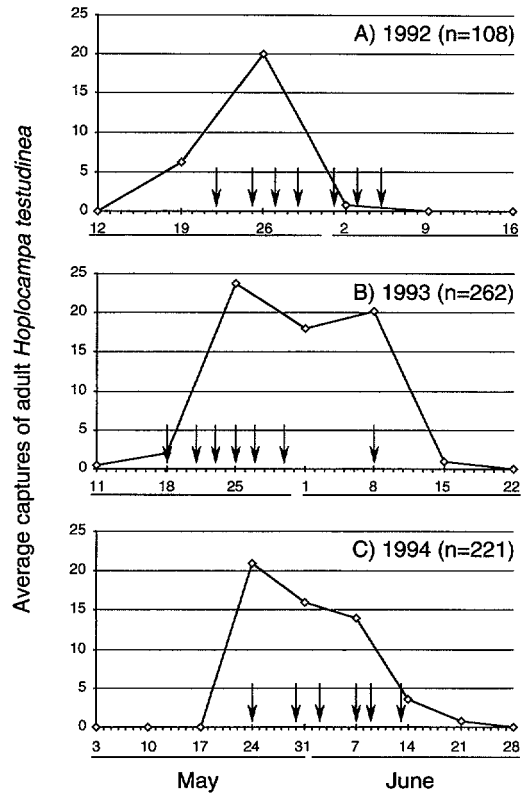 Average captures of adult Hoplocampa testudinea
A) 1992 (n=108)
25
20
15
10
5
0
12 19 26 2 9 16
B) 1993 (n=262)
25
20
15
10
5
0
11 18 25 1 8 15 22
C) 1994 (n=221)
25
20
15
10
5
0
3 10 17 24 31 7 14 21 28
May June